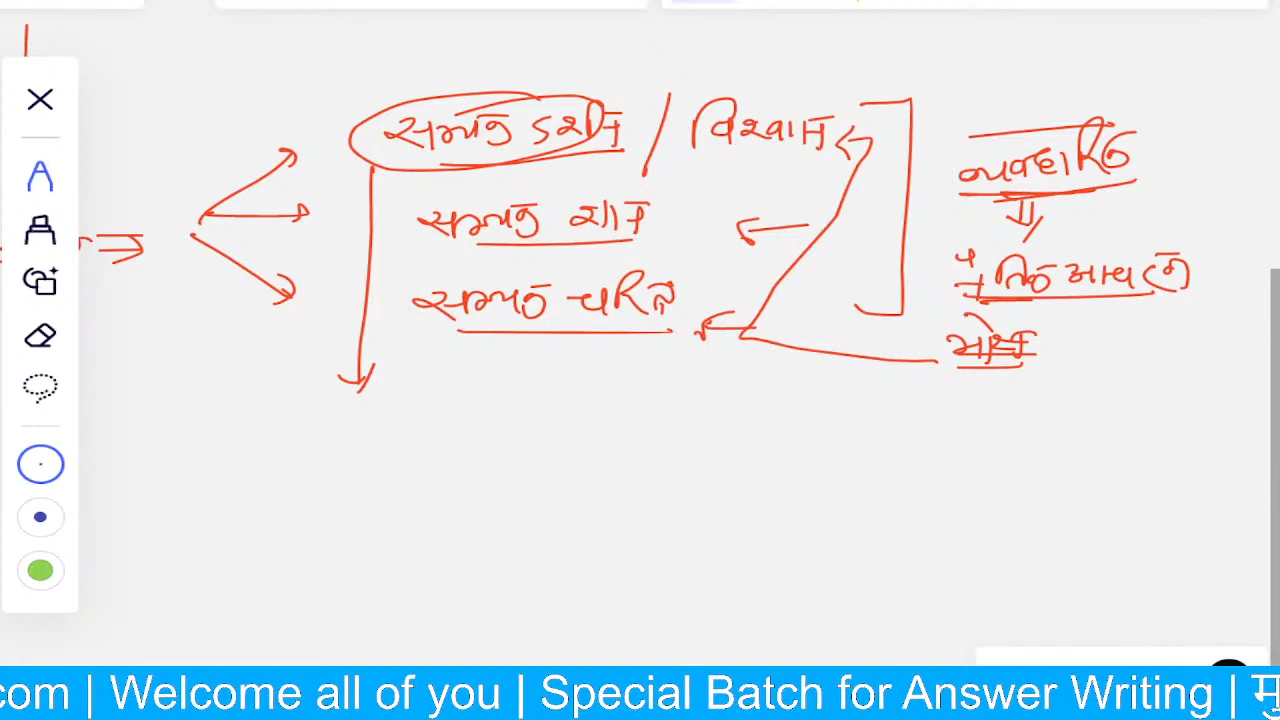 सम्यक दर्शन / विश्वास
सम्यक ज्ञान
सम्यक चरित्र
व्यवहारिक
नैतिक
मोक्ष
.com | Welcome all of you | Special Batch for Answer Writing | मु